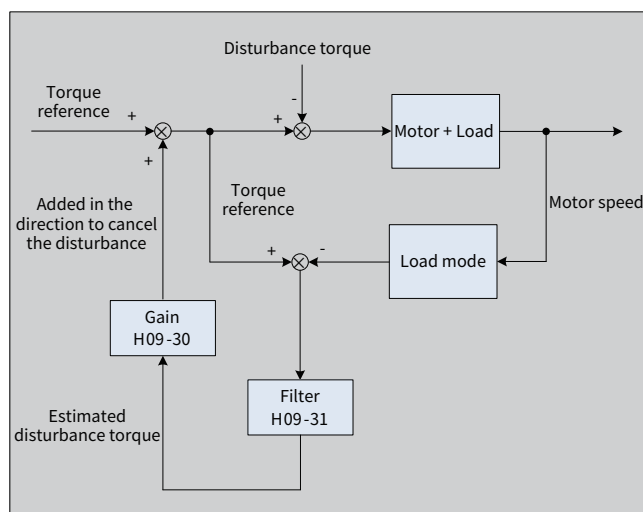 Disturbance torque
-
Torque
reference
+
+
Motor + Load
+
Added in the
direction to cancel
the disturbance
Torque
reference
Motor speed
+
-
Load mode
Gain
H09-30
Filter
H09-31
Estimated
disturbance torque